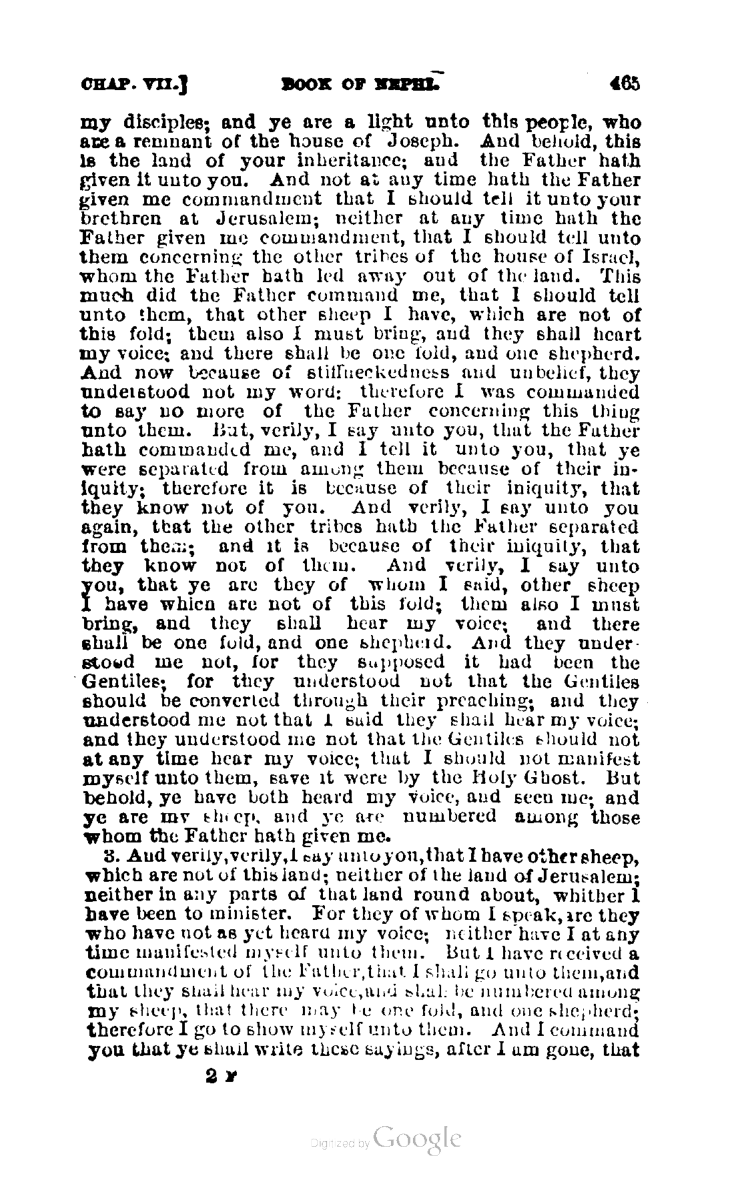 CHAP. VII.] BOOK OF NEPHI. 465
my disciples; and ye are a light unto this people, who
are a remnant of the house of Joseph. And behold, this
is the land of your inheritance; and the Father hath
given it unto you. And not at any time hath the Father
given me commandment that I should tell it unto your
brethren at Jerusalem; neither at any time hath the
Father given me commandment, that I should tell unto
them concerning the other tribes of the house of Israel,
whom the Father hath led away out of the land. This
much did the Father command me, that I should tell
unto them, that other sheep I have, which are not of
this fold; them also I must bring, and they shall heart
my voice; and there shall be one fold, and one shepherd.
And now because of stiffneckedness and unbelief, they
understood not my word: therefore I was commanded
to say no more of the Father concerning this thing
unto them. But, verily, I say unto you, that the Father
hath commanded me, and I tell it unto you, that ye
were separated from among them because of their in-
iquity; therefore it is because of their iniquity, that
they know not of you. And verily, I say unto you
again, that the other tribes hath the Father separated
from them; and it is because of their iniquity, that
they know not of them. And verily, I say unto
you, that ye are they of whom I said, other sheep
I have which are not of this fold; them also I must
bring, and they shall hear my voice; and there
shall be one fold, and one shepherd. And they under-
stood me not, for they supposed it had been the
Gentiles; for they understood not that the Gentiles
should be converted through their preaching; and they
understood me not that I said they shall hear my voice;
and they understood me not that the Gentiles should not
at any time hear my voice; that I should not manifest
myself unto them, save it were by the Holy Ghost. But
behold, ye have both heard my voice, and seen me; and
ye are my sheep, and ye are numbered among those
whom the Father hath given me.
3. And verily, verily, I say unto you, that I have other sheep,
which are not of this land; neither of the land of Jerusalem;
neither in any parts of that land round about, whither I
have been to minister. For they of whom I speak, are they
who have not as yet heard my voice; neither have I at any
time manifested myself unto them. But I have received a
commandment of the Father, that I shall go unto them, and
that they shall hear my voice, and shall be numbered among
my sheep, that there may be one fold, and one shepherd;
therefore I go to show myself unto them. And I command
you that ye shall write these sayings, after I am gone, that
2 F
Digitized by Google